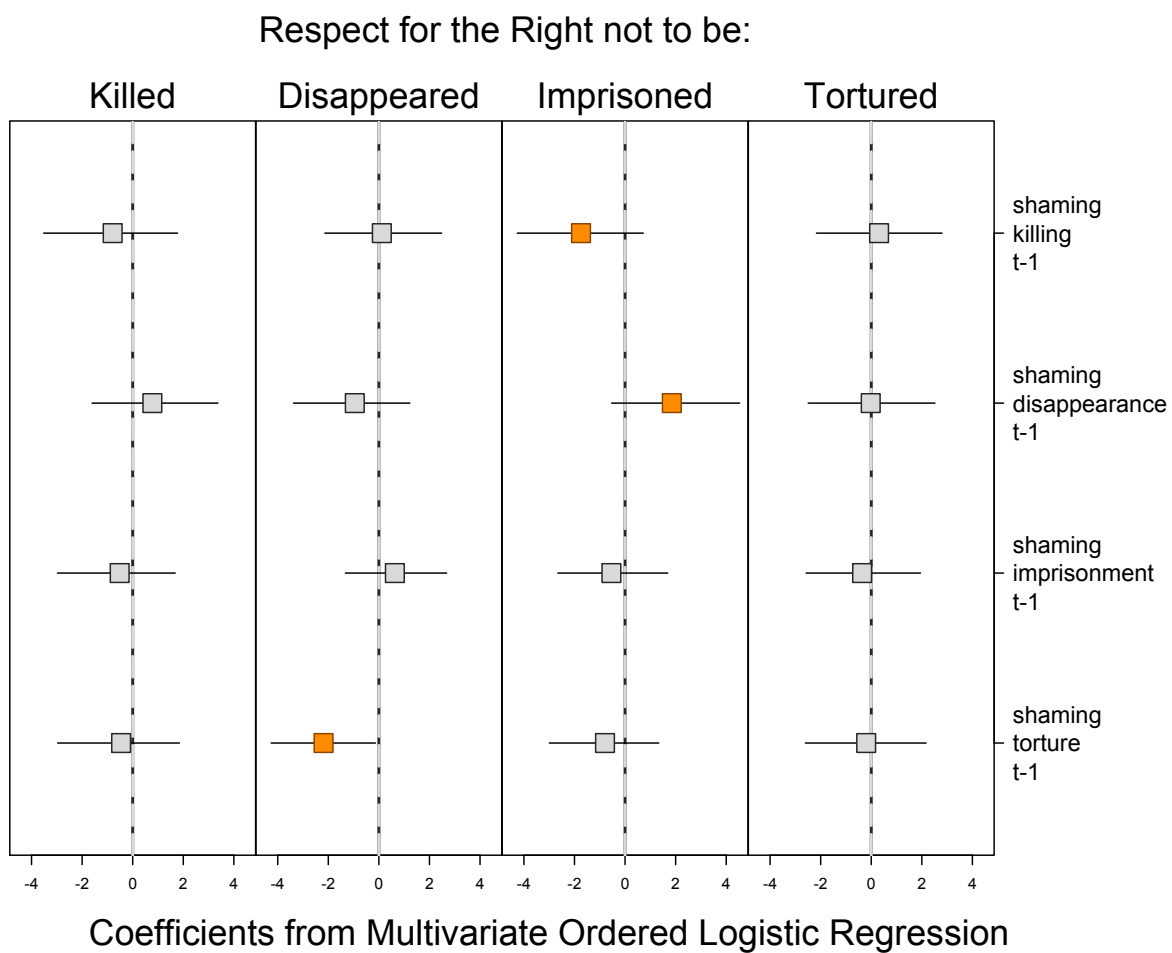 Respect for the Right not to be:
Killed Disappeared Imprisoned Tortured
shaming
killing
t-1
shaming
disappearance
t-1
shaming
imprisonment
t-1
shaming
torture
t-1
-4 -2 0 2 4 -4 -2 0 2 4 -4 -2 0 2 4 -4 -2 0 2 4
Coefficients from Multivariate Ordered Logistic Regression